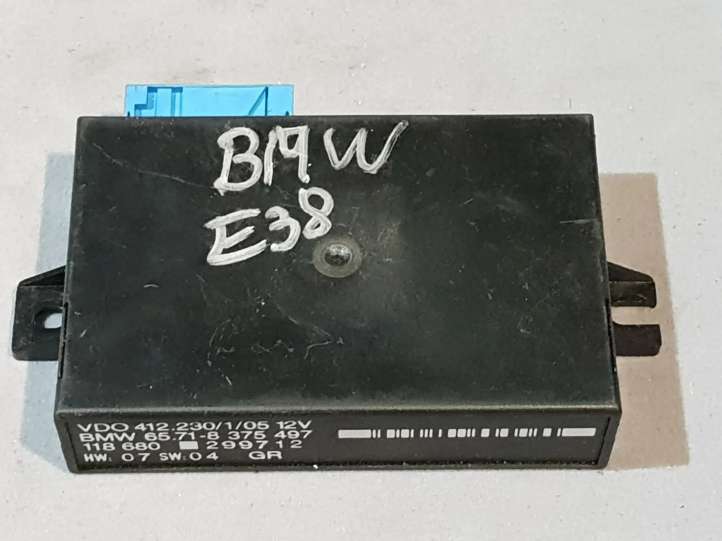 BMW
E38
VDO 412.230/1/05 12V
BMW 65.71-8 375 497
118 680 299712
HW: 07 SW: 04 GR